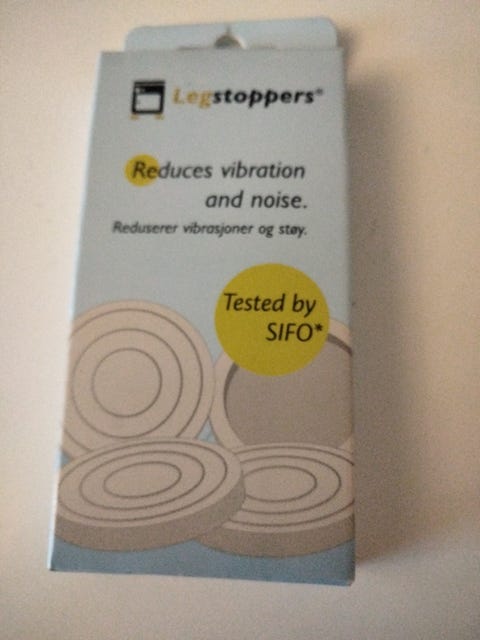 Legstoppers®
Reduces vibration
and noise.
Reduserer vibrasjoner og støy.
Tested by
SIFO*